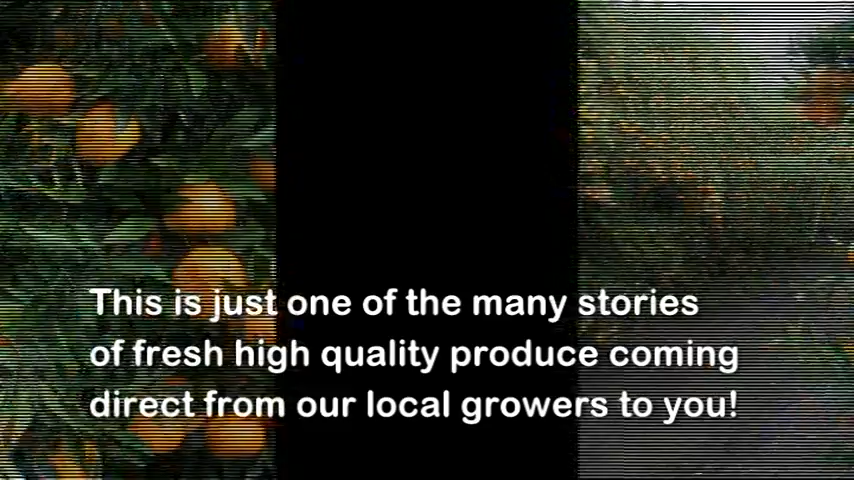 This is just one of the many stories
of fresh high quality produce coming
direct from our local growers to you!